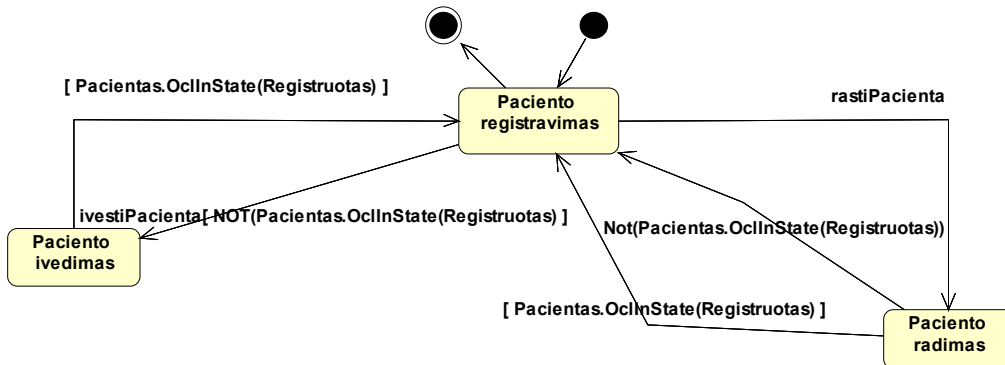 [ Pacientas.OclInState(Registruotas) ]
Paciento
registravimas
rastiPacienta
ivestiPacienta[ NOT(Pacientas.OclInState(Registruotas) ]
Paciento
ivedimas
Not(Pacientas.OclInState(Registruotas))
[ Pacientas.OclInState(Registruotas) ]
Paciento
radimas